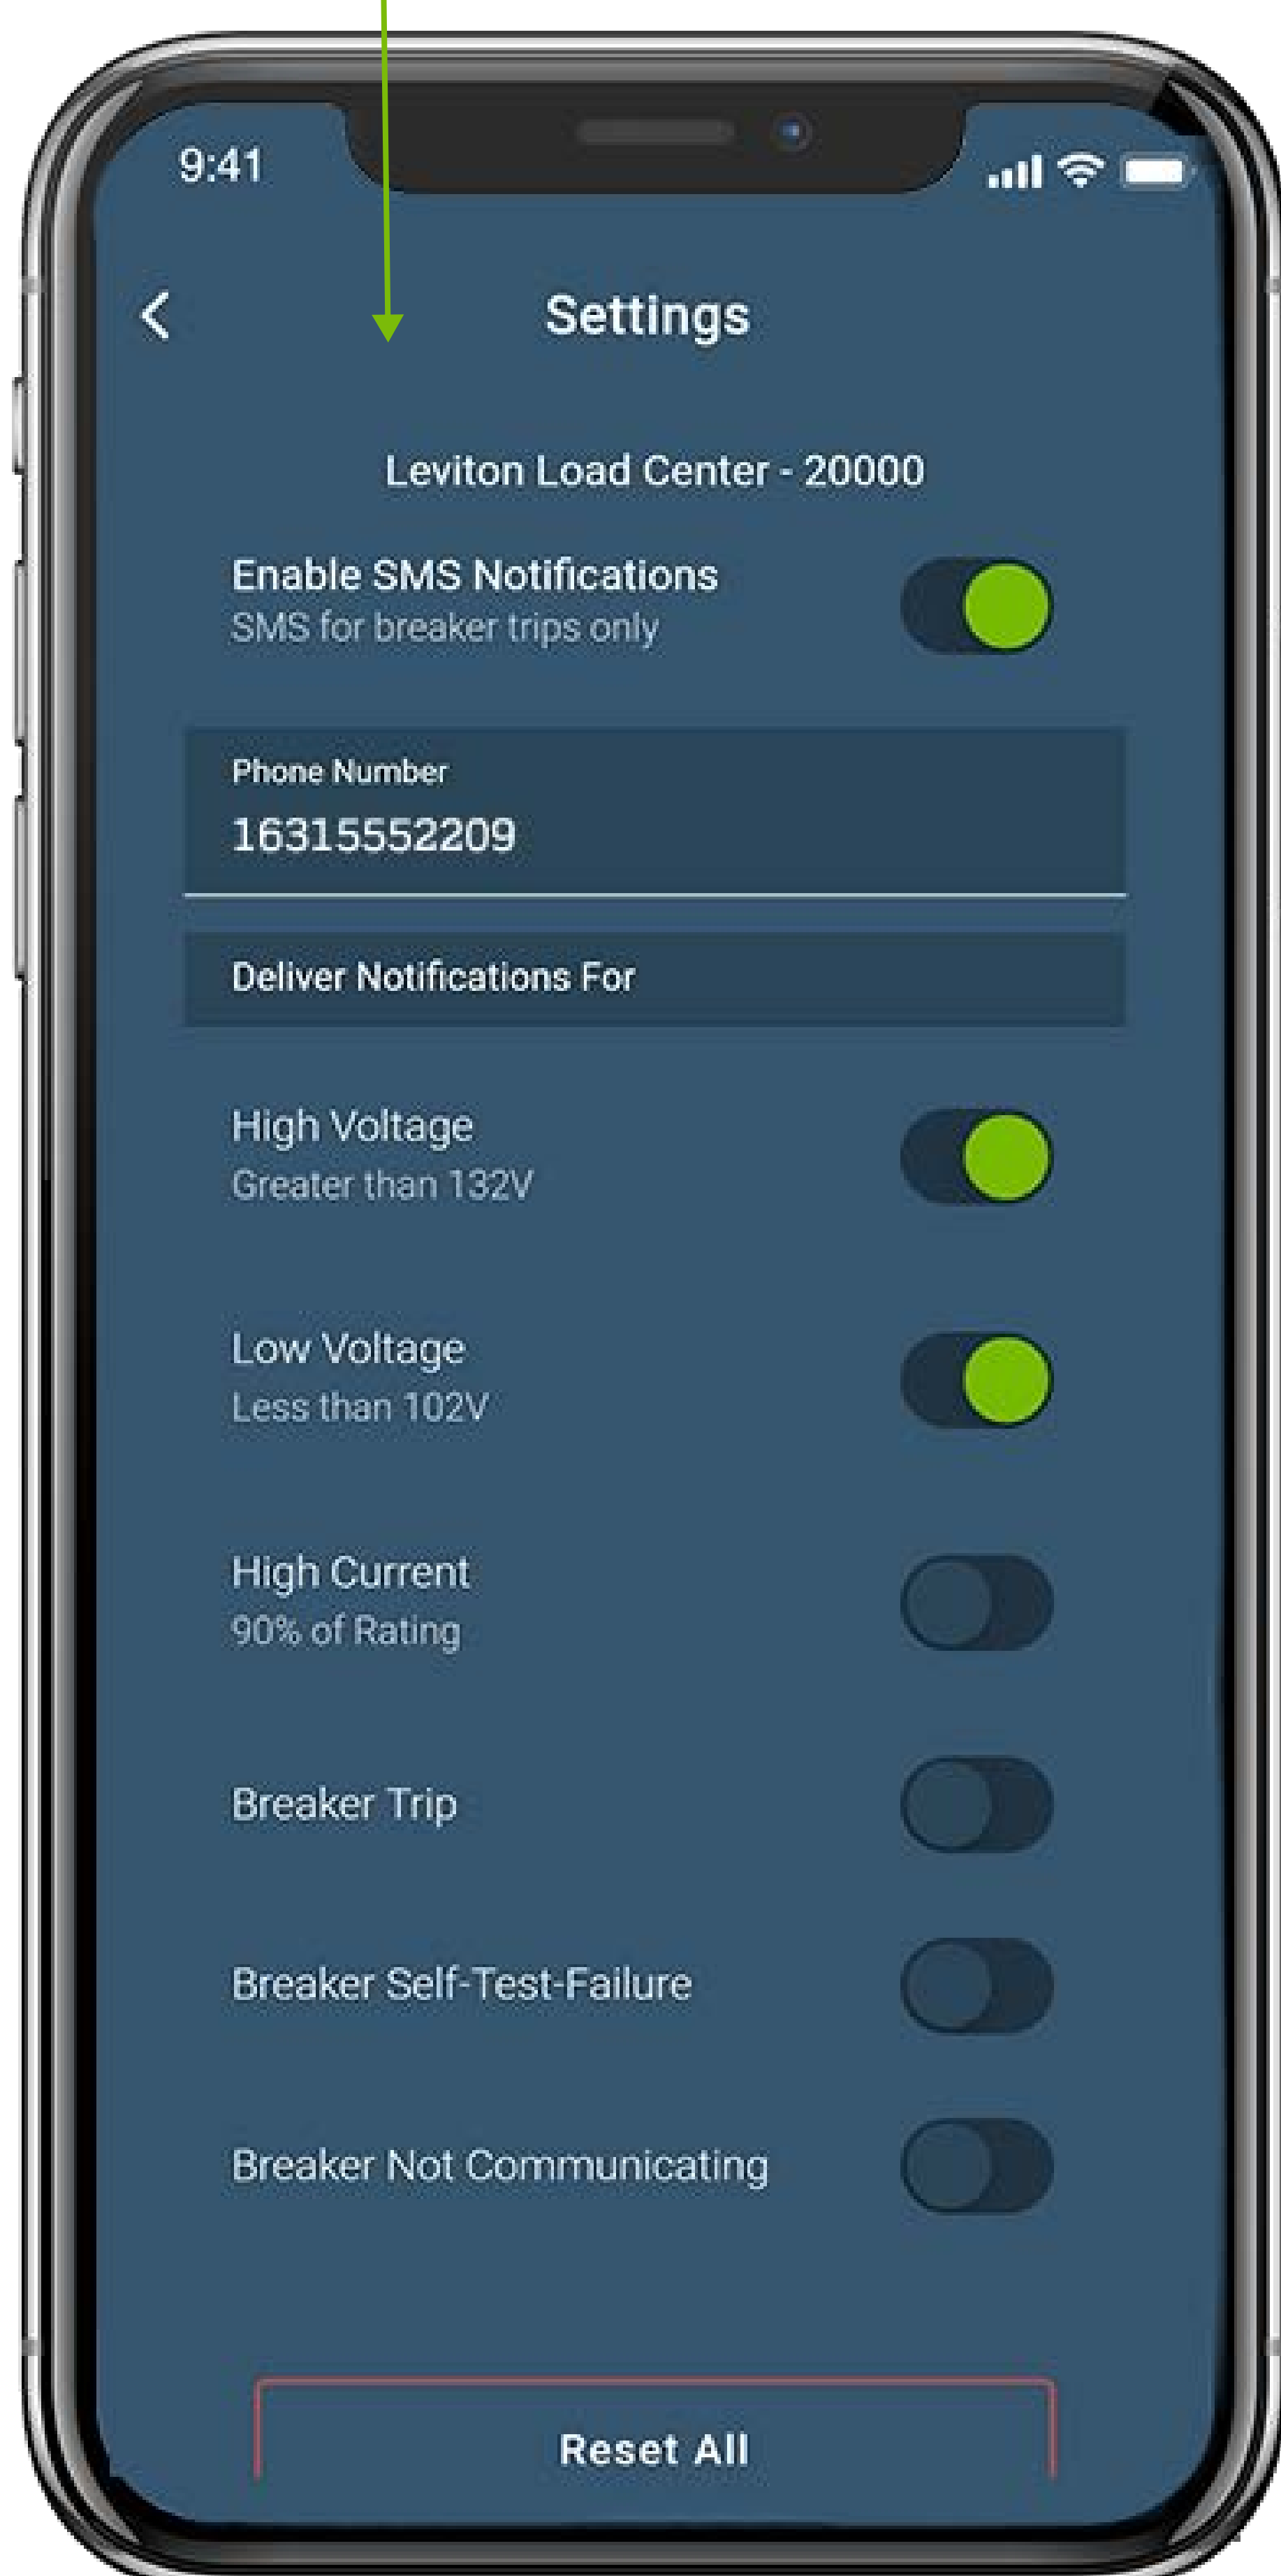 9:41
Settings
Leviton Load Center - 20000
Enable SMS Notifications
SMS for breaker trips only
Phone Number
16315552209
Deliver Notifications For
High Voltage
Greater than 132V
Low Voltage
Less than 102V
High Current
90% of Rating
Breaker Trip
Breaker Self-Test-Failure
Breaker Not Communicating
Reset All